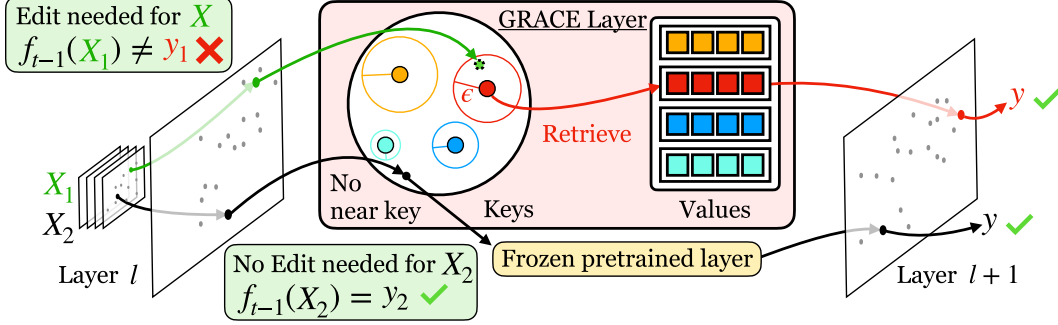 Edit needed for X
f_{t−1}(X_1) ≠ y_1
GRACE Layer
ϵ
Retrieve
No
near key
Keys
Values
X_1
X_2
Layer l
No Edit needed for X_2
f_{t−1}(X_2) = y_2
Frozen pretrained layer
y
y
Layer l + 1